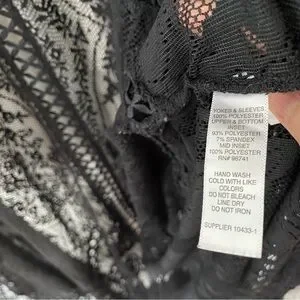 YOKES & SLEEVES
100% POLYESTER
UPPER & BOTTOM
INSET
93% POLYESTER
7% SPANDEX
MID INSET
100% POLYESTER
RN# 96741
HAND WASH
COLD WITH LIKE
COLORS
DO NOT BLEACH
LINE DRY
DO NOT IRON
SUPPLIER 10433-1